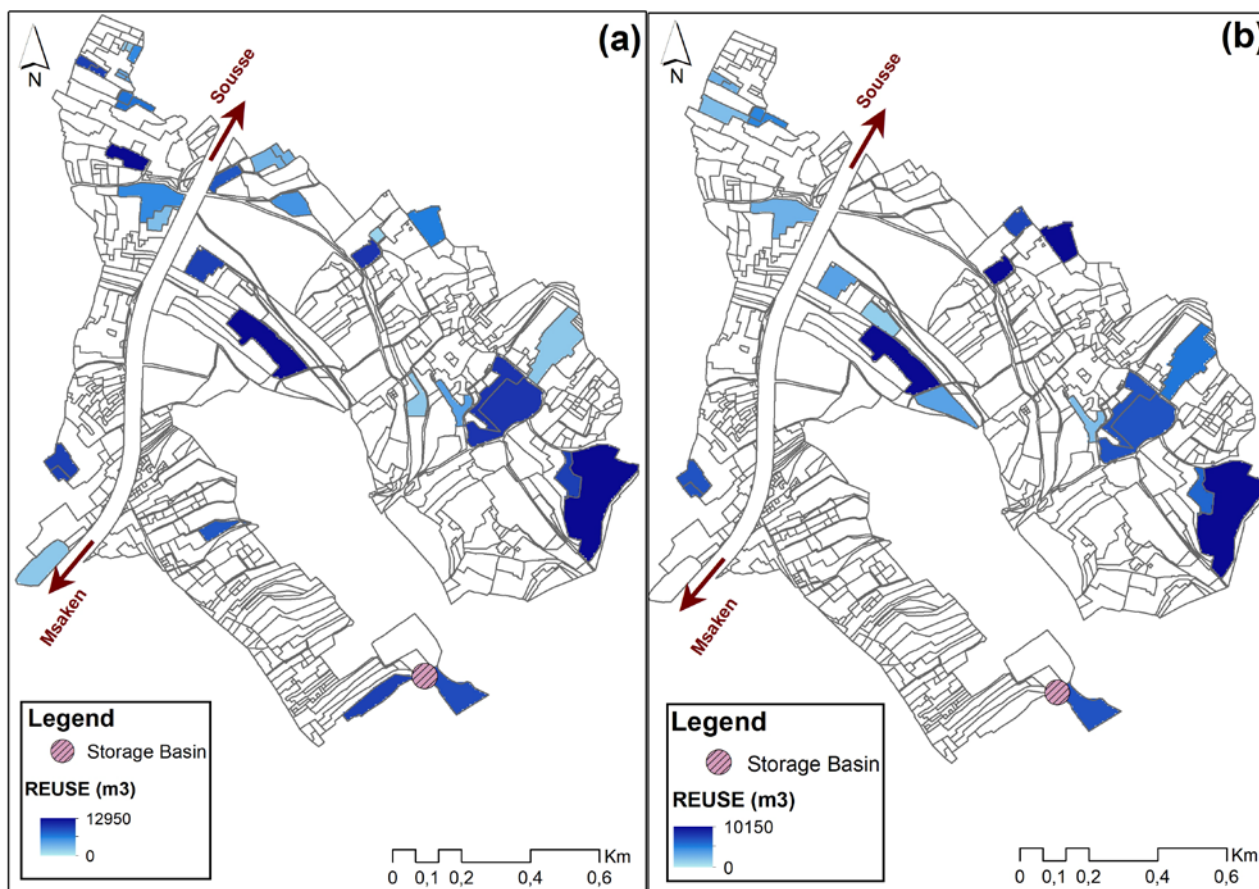 (a)
N
Sousse
Msaken
Legend
Storage Basin
REUSE (m3)
12950
0
Km
0 0,1 0,2 0,4 0,6
(b)
N
Sousse
Msaken
Legend
Storage Basin
REUSE (m3)
10150
0
Km
0 0,1 0,2 0,4 0,6